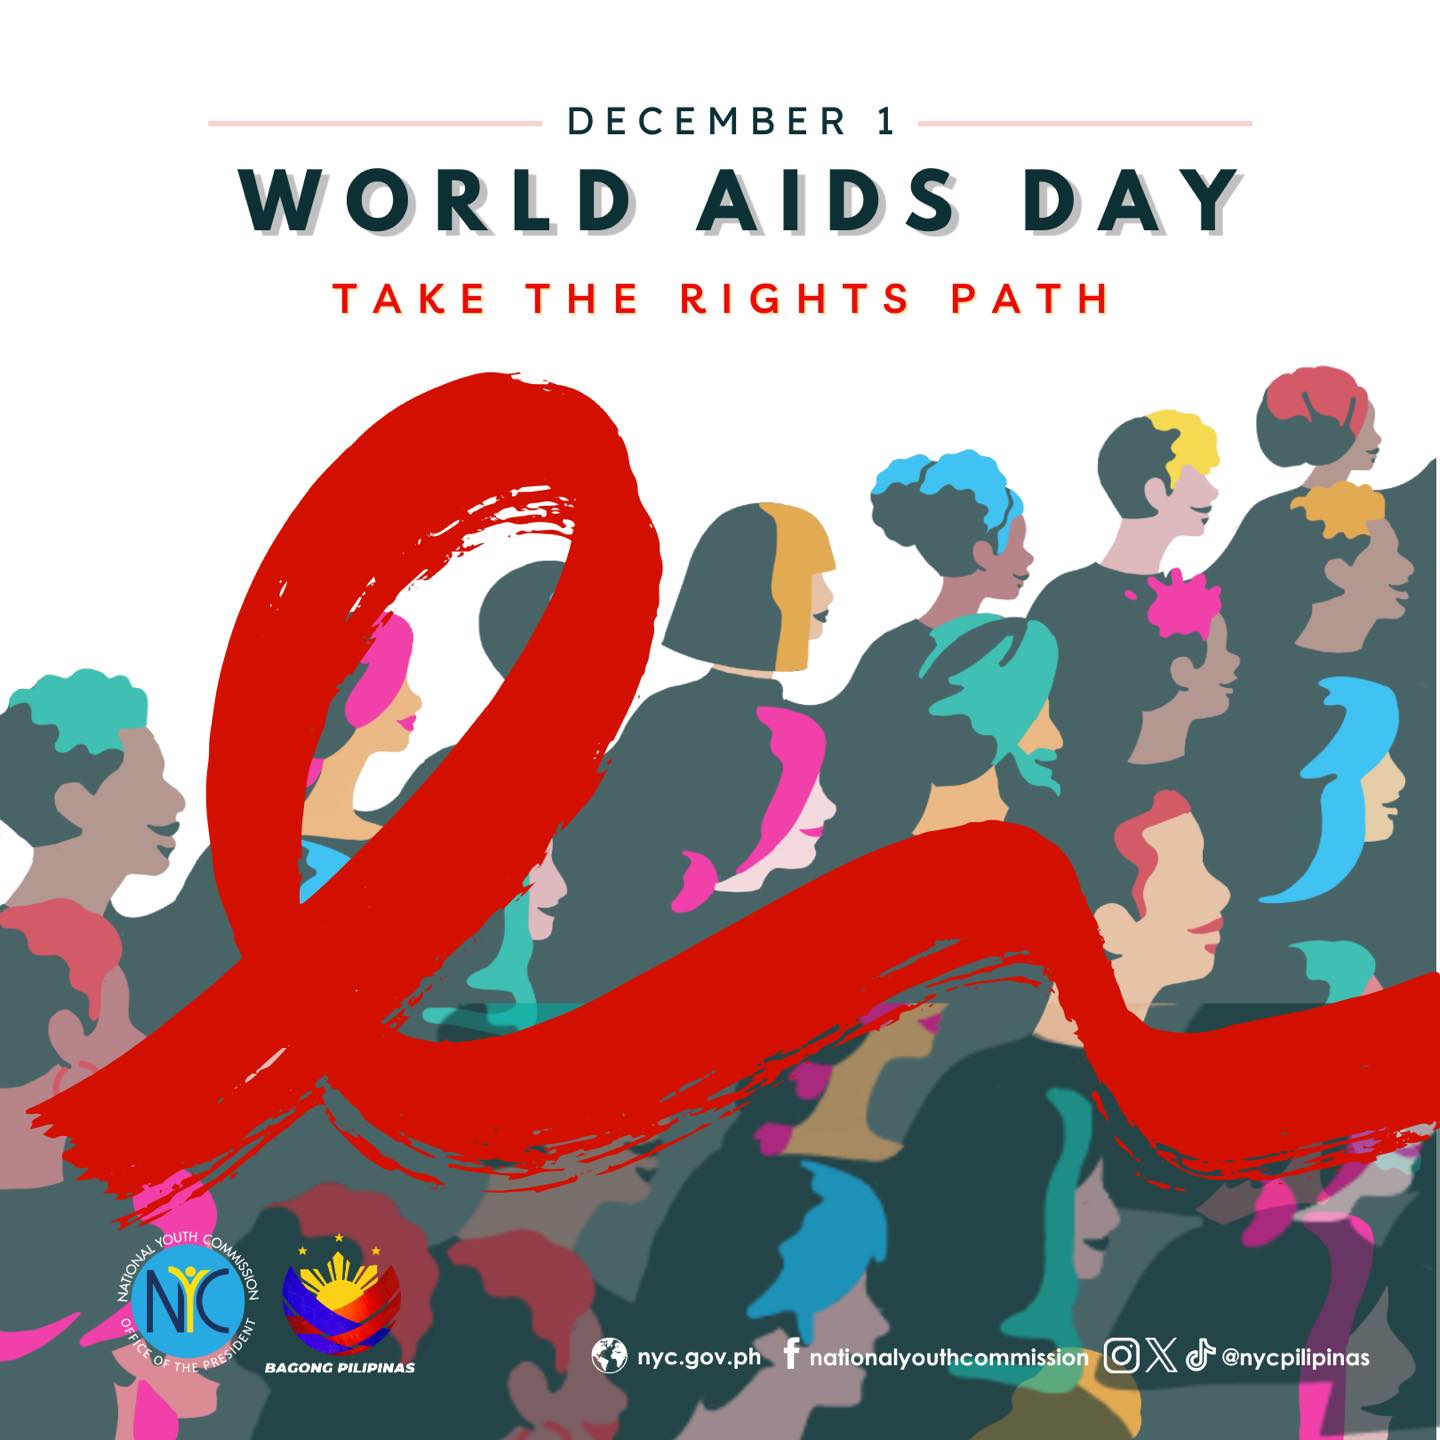 DECEMBER 1
WORLD AIDS DAY
TAKE THE RIGHTS PATH
NATIONAL YOUTH COMMISSION
NYC
OFFICE OF THE PRESIDENT
BAGONG PILIPINAS
nyc.gov.ph nationalyouthcommission @nycpilipinas